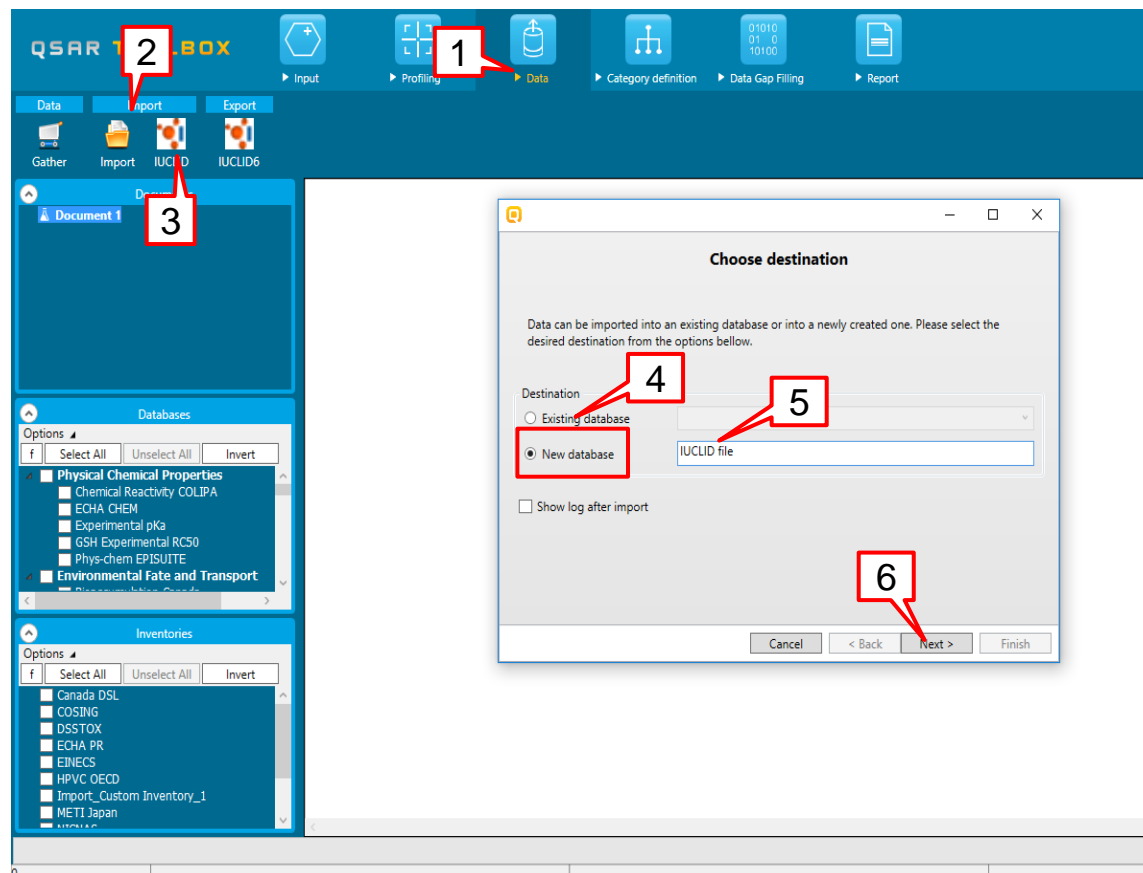 QSAR T LBOX
2
1
01010
01 0
10100
Input
Profiling
Data
Category definition
Data Gap Filling
Report
Data
Import
Export
Gather
Import
IUCLID
IUCLID6
3
Document 1
Choose destination
Data can be imported into an existing database or into a newly created one. Please select the
desired destination from the options bellow.
4
5
Destination
Existing database
New database
IUCLID file
Show log after import
6
Cancel
< Back
Next >
Finish
Databases
Options
f
Select All
Unselect All
Invert
Physical Chemical Properties
Chemical Reactivity COLIPA
ECHA CHEM
Experimental pKa
GSH Experimental RC50
Phys-chem EPISUITE
Environmental Fate and Transport
Inventories
Options
f
Select All
Unselect All
Invert
Canada DSL
COSING
DSSTOX
ECHA PR
EINECS
HPVC OECD
Import_Custom Inventory_1
METI Japan